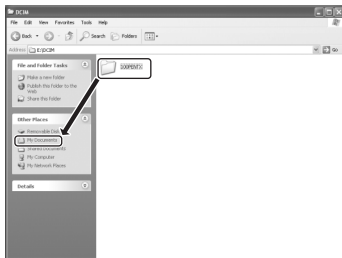 DCIM
File Edit View Favorites Tools Help
Back Search Folders
Address E:\DCIM Go
File and Folder Tasks
100PENTX
Make a new folder
Publish this folder to the
Web
Share this folder
Other Places
Removable Disk
My Documents
Shared Documents
My Computer
My Network Places
Details